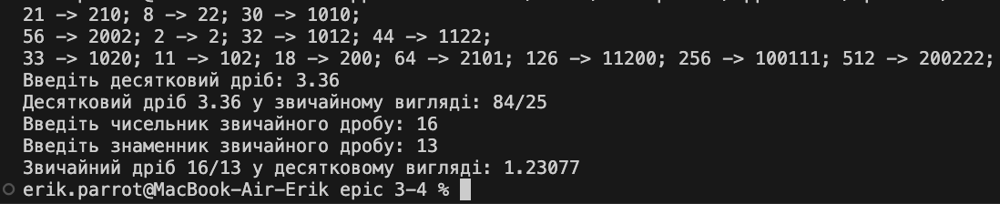 21 -> 210; 8 -> 22; 30 -> 1010;
56 -> 2002; 2 -> 2; 32 -> 1012; 44 -> 1122;
33 -> 1020; 11 -> 102; 18 -> 200; 64 -> 2101; 126 -> 11200; 256 -> 100111; 512 -> 200222;
Введіть десятковий дріб: 3.36
Десятковий дріб 3.36 у звичайному вигляді: 84/25
Введіть чисельник звичайного дробу: 16
Введіть знаменник звичайного дробу: 13
Звичайний дріб 16/13 у десятковому вигляді: 1.23077
erik.parrot@MacBook-Air-Erik epic 3-4 %